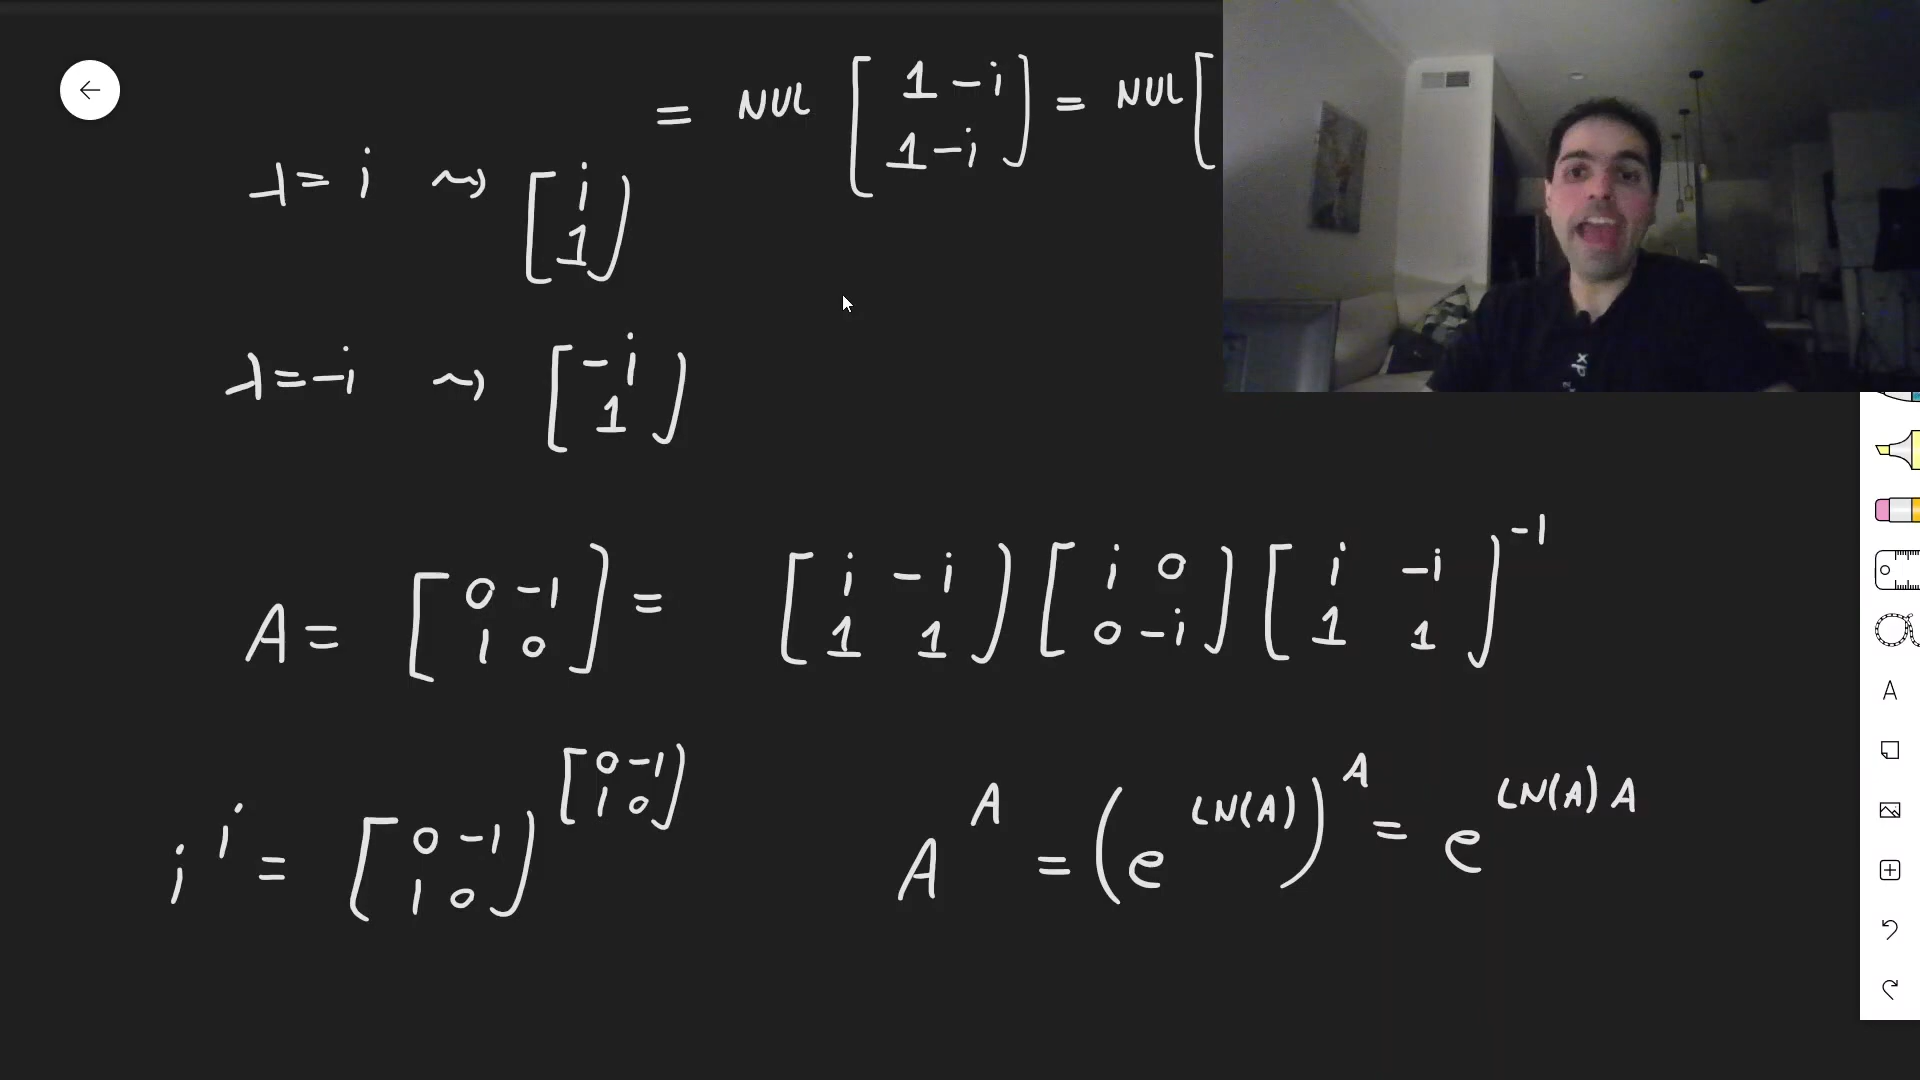 = NUL [1 -i 1 -i] = NUL [
λ = i ⇝ [i 1]
λ = -i ⇝ [-i 1]
A = [0 -1 1 0] = [i -i 1 1] [i 0 0 -i] [i -i 1 1]^-1
i^i = [0 -1 1 0]^[0 -1 1 0]
A^A = (e^LN(A))^A = e^LN(A) A
A